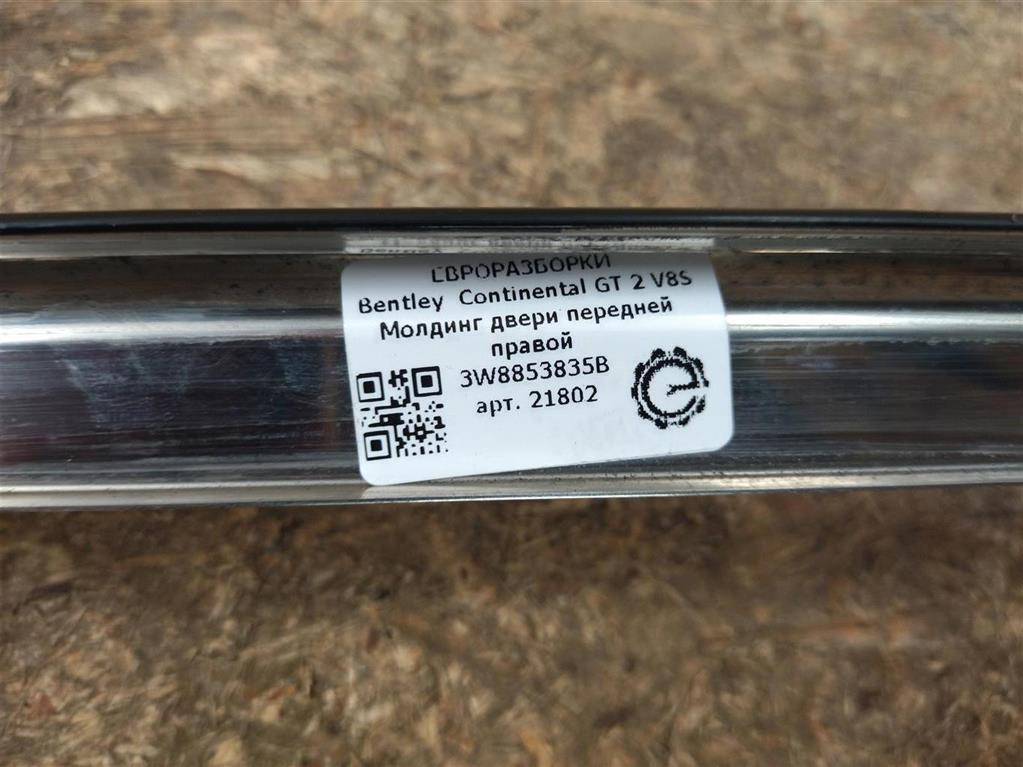 ЕВРОРАЗБОРКИ
Bentley Continental GT 2 V8S
Молдинг двери передней
правой
3W8853835B
арт. 21802